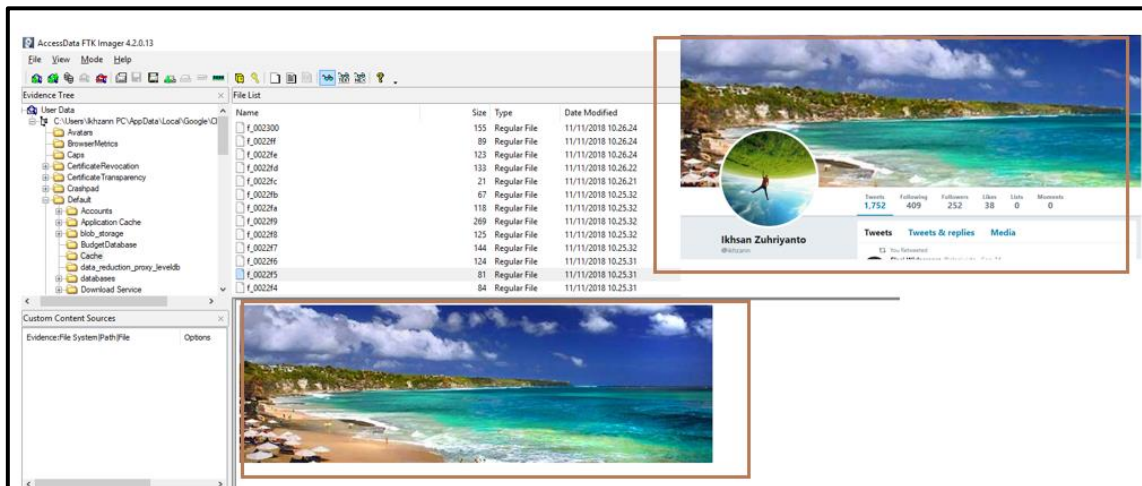 AccessData FTK Imager 4.2.0.13
File View Mode Help
Evidence Tree
User Data
C:\Users\Ikhzann PC\AppData\Local\Google\C
Avatars
BrowserMetrics
Caps
CertificateRevocation
CertificateTransparency
Crashpad
Default
Accounts
Application Cache
blob_storage
BudgetDatabase
Cache
data_reduction_proxy_leveldb
databases
Download Service
Custom Content Sources
Evidence:File System|Path|File Options
File List
Name Size Type Date Modified
f_002300 155 Regular File 11/11/2018 10.26.24
f_0022ff 89 Regular File 11/11/2018 10.26.24
f_0022fe 123 Regular File 11/11/2018 10.26.24
f_0022fd 133 Regular File 11/11/2018 10.26.22
f_0022fc 21 Regular File 11/11/2018 10.26.21
f_0022fb 67 Regular File 11/11/2018 10.25.32
f_0022fa 118 Regular File 11/11/2018 10.25.32
f_0022f9 269 Regular File 11/11/2018 10.25.32
f_0022f8 125 Regular File 11/11/2018 10.25.32
f_0022f7 144 Regular File 11/11/2018 10.25.32
f_0022f6 124 Regular File 11/11/2018 10.25.31
f_0022f5 81 Regular File 11/11/2018 10.25.31
f_0022f4 84 Regular File 11/11/2018 10.25.31
Tweets Following Followers Likes Lists Moments
1,752 409 252 38 0 0
Ikhsan Zuhriyanto
Tweets Tweets & replies Media
You Retweeted